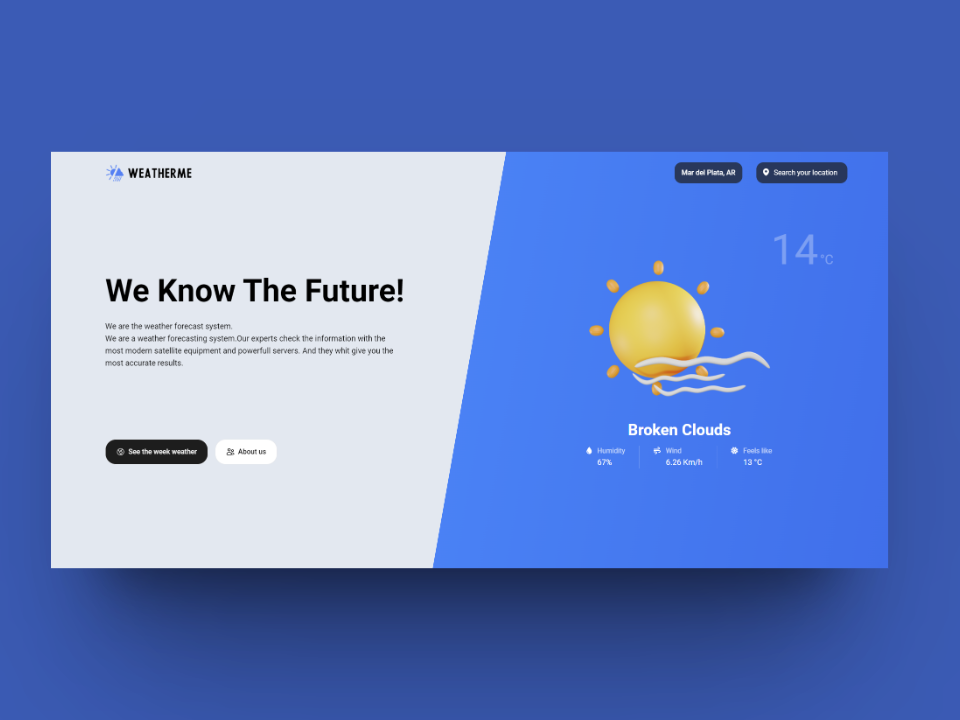 WEATHERME
Mar del Plata, AR
Search your location
14°C
We Know The Future!
We are the weather forecast system.
We are a weather forecasting system.Our experts check the information with the
most modern satellite equipment and powerfull servers. And they whit give you the
most accurate results.
See the week weather
About us
Broken Clouds
Humidity
67%
Wind
6.26 Km/h
Feels like
13 °C